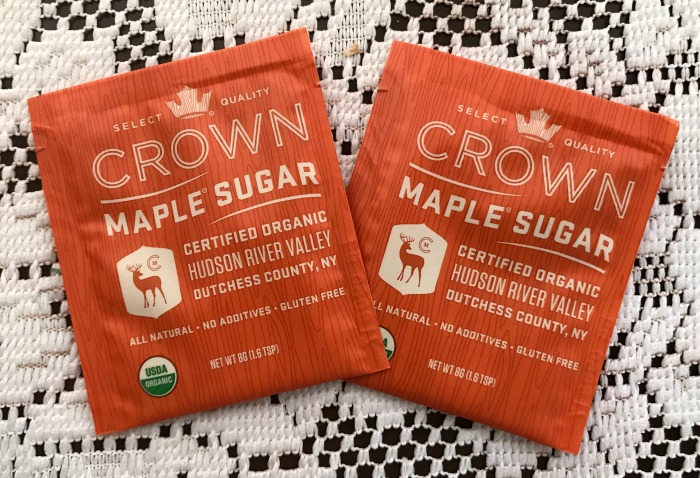 SELECT QUALITY
CROWN
MAPLE® SUGAR
CERTIFIED ORGANIC
HUDSON RIVER VALLEY
DUTCHESS COUNTY, NY
C
M
ALL NATURAL • NO ADDITIVES • GLUTEN FREE
USDA
ORGANIC
NET WT 8G (1.6 TSP)
SELECT QUALITY
CROWN
MAPLE® SUGAR
CERTIFIED ORGANIC
HUDSON RIVER VALLEY
DUTCHESS COUNTY, NY
C
M
NATURAL • NO ADDITIVES • GLUTEN FREE
NET WT 8G (1.6 TSP)